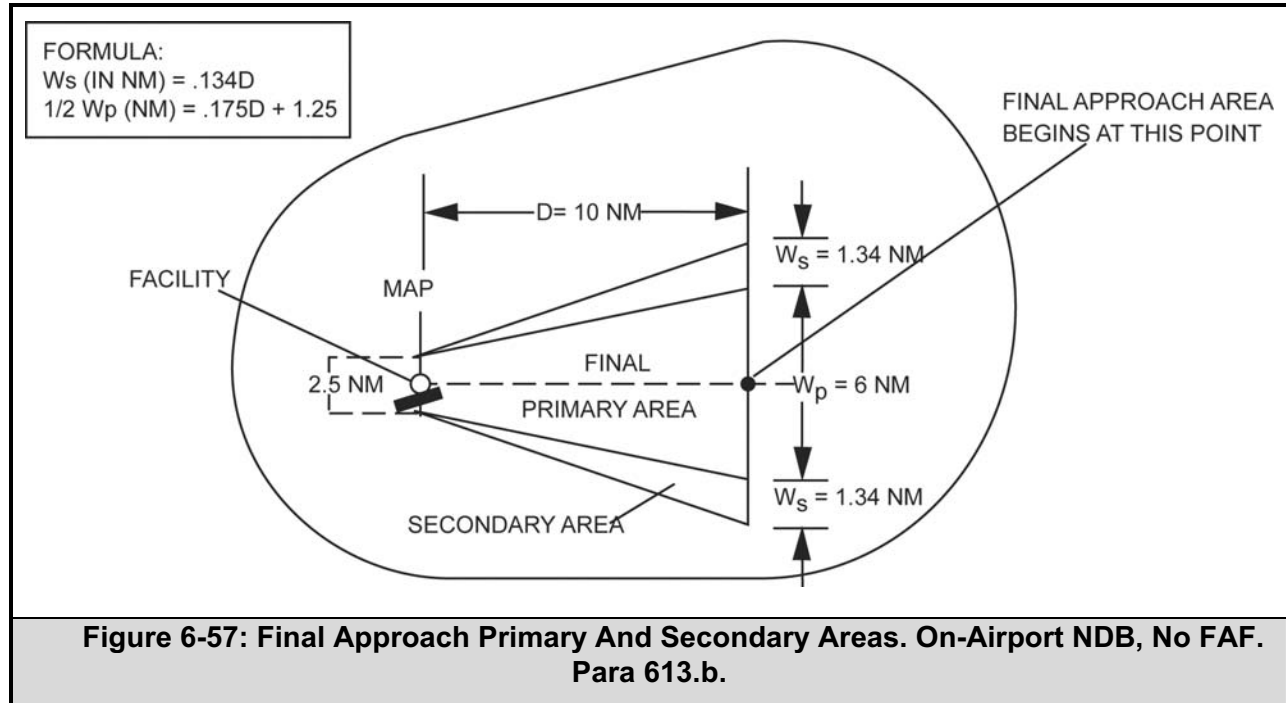 FORMULA:
Ws (IN NM) = .134D
1/2 Wp (NM) = .175D + 1.25
FINAL APPROACH AREA
BEGINS AT THIS POINT
D= 10 NM
Ws = 1.34 NM
FACILITY
MAP
FINAL
2.5 NM
Wp = 6 NM
PRIMARY AREA
Ws = 1.34 NM
SECONDARY AREA
Figure 6-57: Final Approach Primary And Secondary Areas. On-Airport NDB, No FAF.
Para 613.b.